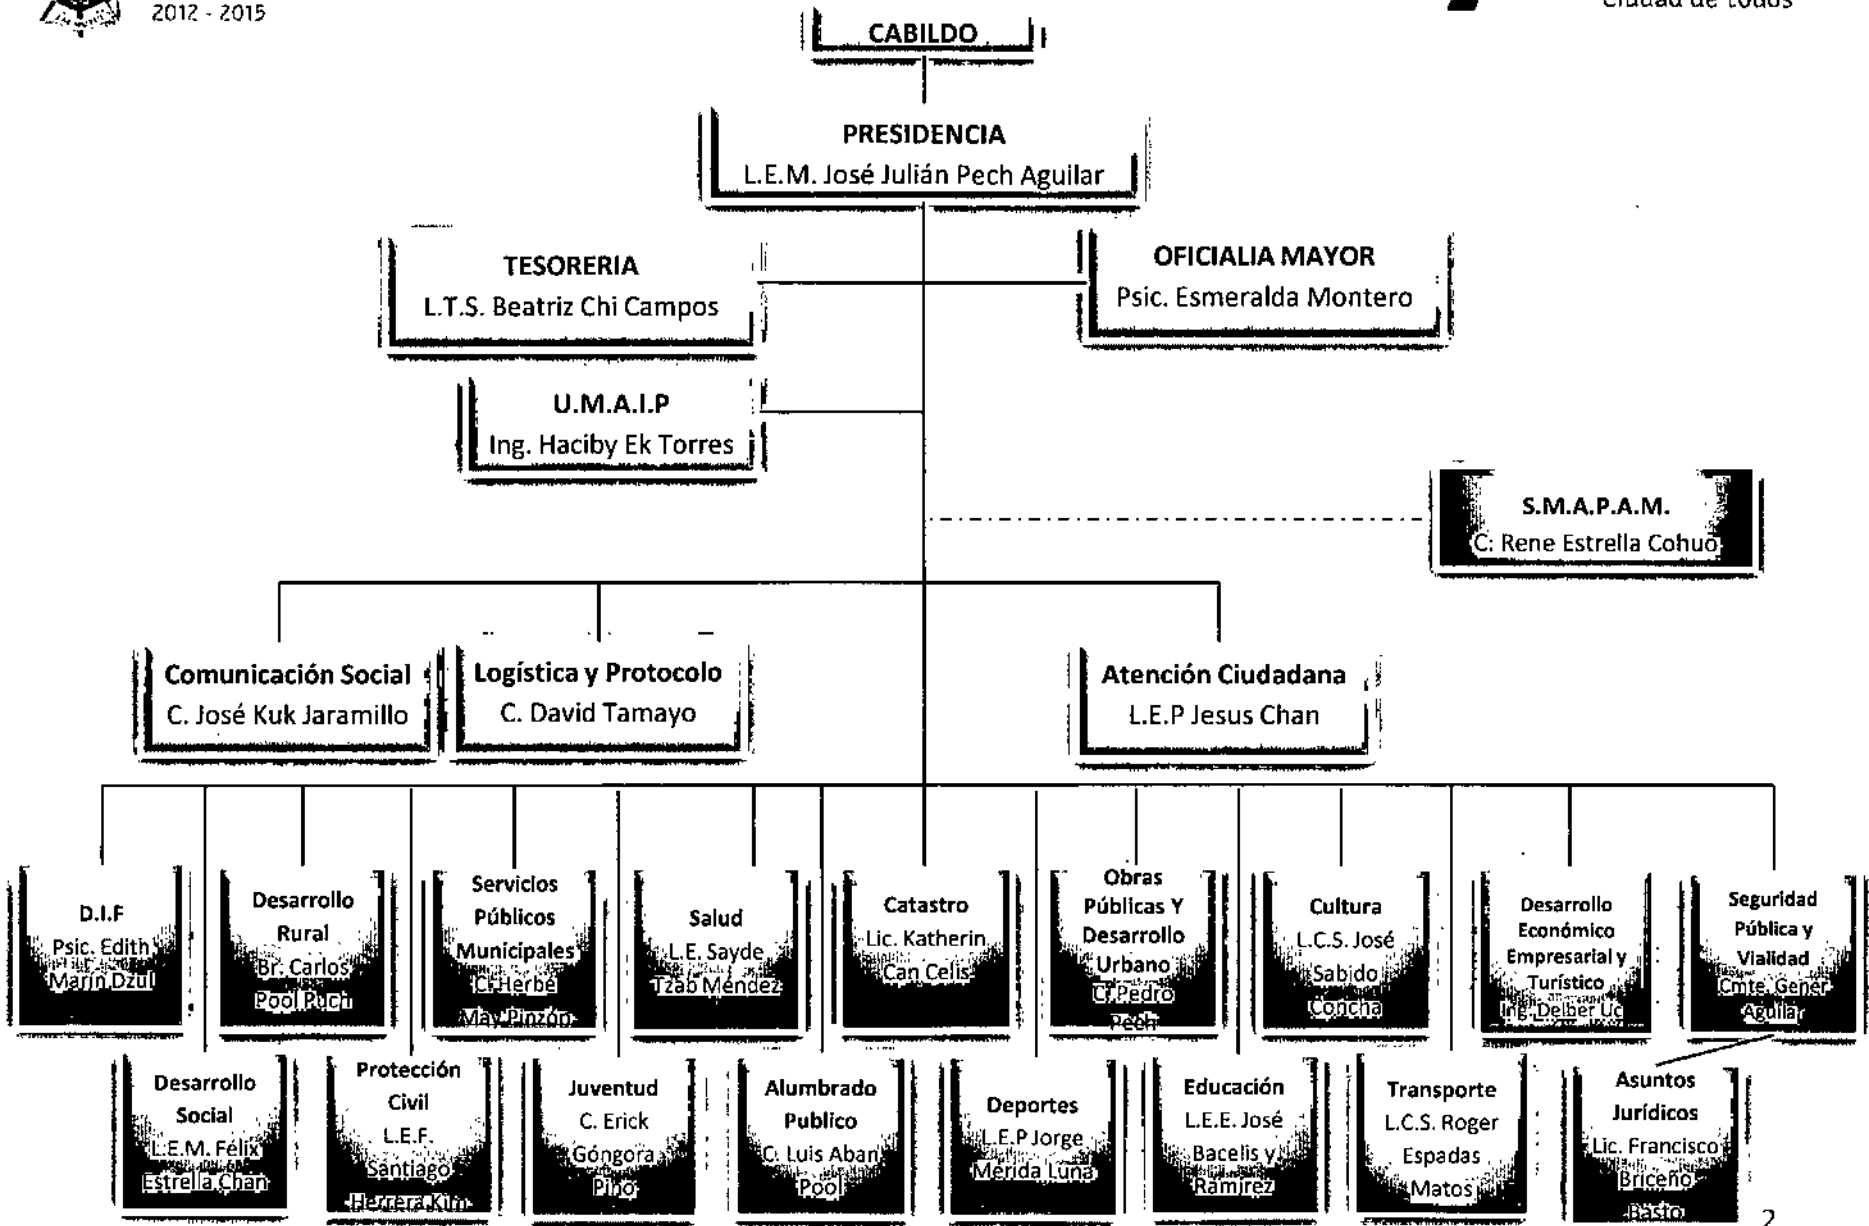 2012 - 2015
Ciudad de todos
CABILDO
PRESIDENCIA
L.E.M. José Julián Pech Aguilar
TESORERIA
L.T.S. Beatriz Chi Campos
OFICIALIA MAYOR
Psic. Esmeralda Montero
U.M.A.I.P
Ing. Haciby Ek Torres
S.M.A.P.A.M.
C: Rene Estrella Cohuo
Comunicación Social
C. José Kuk Jaramillo
Logística y Protocolo
C. David Tamayo
Atención Ciudadana
L.E.P Jesus Chan
D.I.F
Psic. Edith
Marín Dzul
Desarrollo
Rural
Br. Carlos
Pool Puch
Servicios
Públicos
Municipales
C. Herbé
May Pinzón
Salud
L.E. Sayde
Tzab Méndez
Catastro
Lic. Katherin
Can Celis
Obras
Públicas Y
Desarrollo
Urbano
C. Pedro
Pech
Cultura
L.C.S. José
Sabido
Concha
Desarrollo
Económico
Empresarial y
Turístico
Ing. Delber Uc
Seguridad
Pública y
Vialidad
Cmte. Gener
Aguilar
Desarrollo
Social
L.E.M. Félix
Estrella Chan
Protección
Civil
L.E.F.
Santiago
Herrera Kim
Juventud
C. Erick
Góngora
Pino
Alumbrado
Publico
C. Luis Aban
Pool
Deportes
L.E.P Jorge
Mérida Luna
Educación
L.E.E. José
Bacelis y
Ramirez
Transporte
L.C.S. Roger
Espadas
Matos
Asuntos
Jurídicos
Lic. Francisco
Briceño
Basto
2